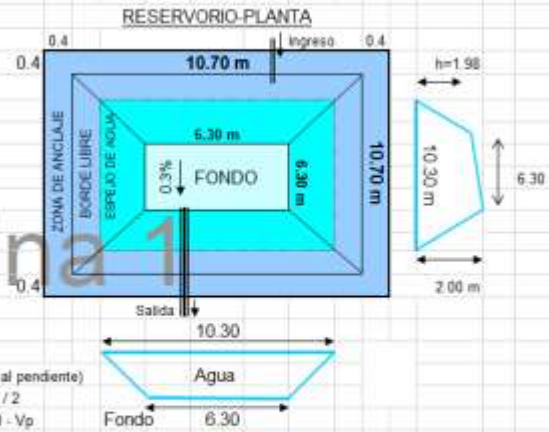 RESERVORIO-PLANTA
0.4
Ingreso
0.4
0.4
10.70 m
h=1.98
ZONA DE ANCLAJE
BORDE LIBRE
ESPEJO DE AGUA
6.30 m
0.3%
FONDO
6.30 m
10.70 m
10.30 m
6.30
na 1
0.4
Salida
2.00 m
10.30
Agua
al pendiente)
/ 2
- Vp
Fondo
6.30